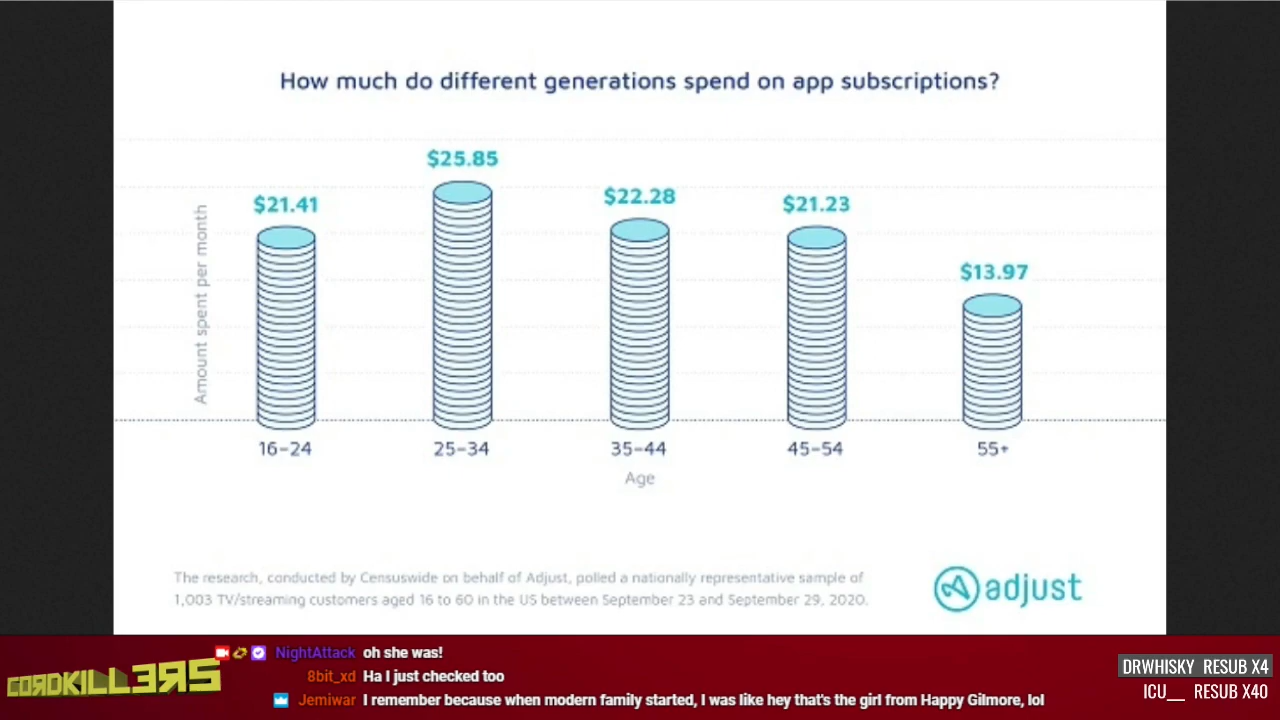 How much do different generations spend on app subscriptions?
$25.85
$22.28
$21.41
$21.23
$13.97
Amount spent per month
16–24
25–34
35–44
45–54
55+
Age
The research, conducted by Censuswide on behalf of Adjust, polled a nationally representative sample of
1,003 TV/streaming customers aged 16 to 60 in the US between September 23 and September 29, 2020.
adjust
CORDKILLERS
NightAttack oh she was!
8bit_xd Ha I just checked too
Jemiwar I remember because when modern family started, I was like hey that's the girl from Happy Gilmore, lol
DRWHISKY RESUB X4
ICU__ RESUB X40